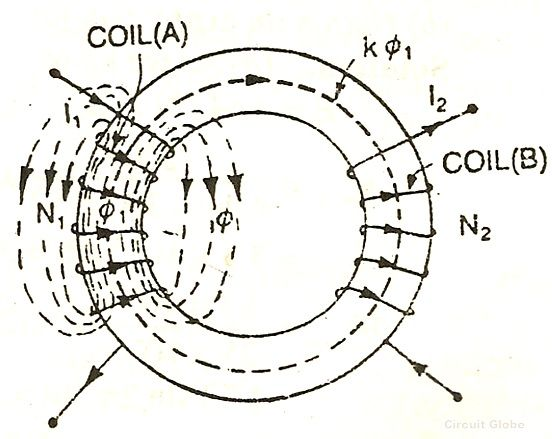 COIL(A)
kϕ₁
I₁
I₂
COIL(B)
N₁
ϕ₁
ϕ
N₂
Circuit Globe